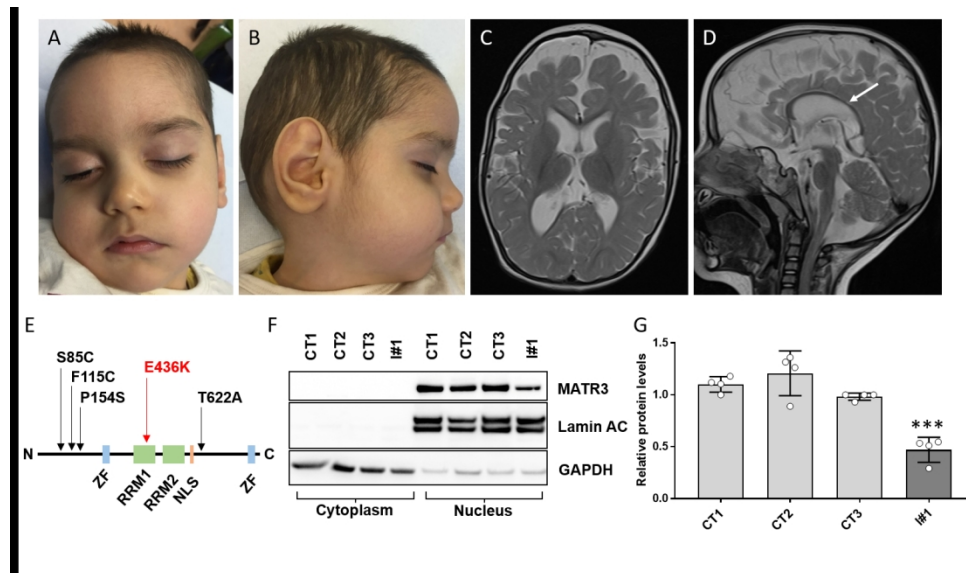 A
B
C
D
E
S85C
F115C
P154S
E436K
T622A
N
C
ZF
RRM1
RRM2
NLS
ZF
F
CT1
CT2
CT3
I#1
CT1
CT2
CT3
I#1
MATR3
Lamin AC
GAPDH
Cytoplasm
Nucleus
G
Relative protein levels
1.5
1.0
0.5
0.0
***
CT1
CT2
CT3
I#1